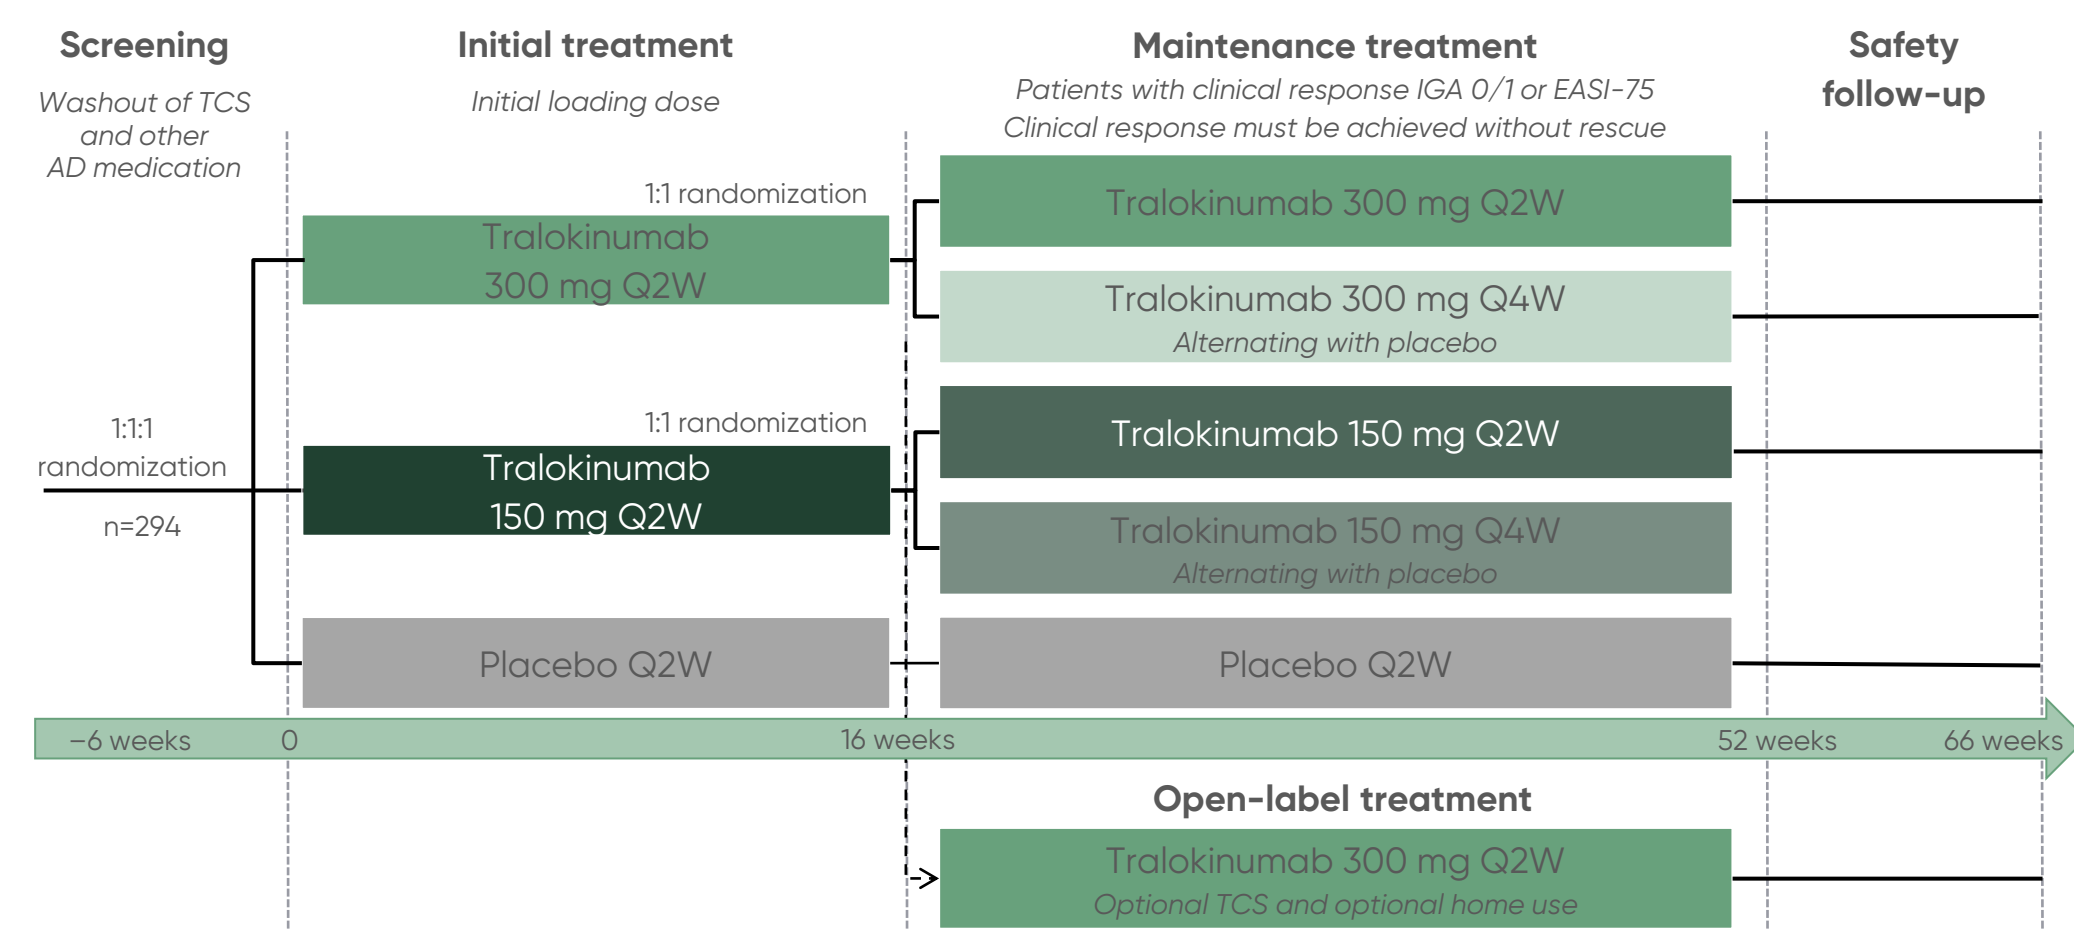 Screening
Washout of TCS
and other
AD medication
Initial treatment
Initial loading dose
Maintenance treatment
Patients with clinical response IGA 0/1 or EASI-75
Clinical response must be achieved without rescue
Safety
follow-up
1:1:1
randomization
n=294
1:1 randomization
Tralokinumab
300 mg Q2W
1:1 randomization
Tralokinumab
150 mg Q2W
Placebo Q2W
Tralokinumab 300 mg Q2W
Tralokinumab 300 mg Q4W
Alternating with placebo
Tralokinumab 150 mg Q2W
Tralokinumab 150 mg Q4W
Alternating with placebo
Placebo Q2W
–6 weeks
0
16 weeks
52 weeks
66 weeks
Open-label treatment
Tralokinumab 300 mg Q2W
Optional TCS and optional home use